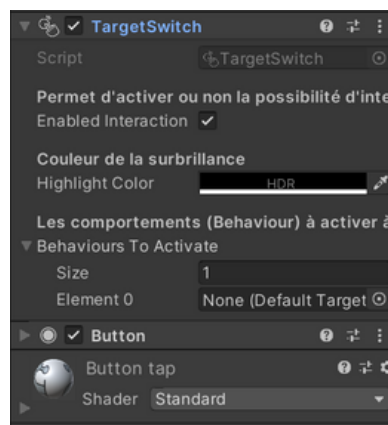 TargetSwitch
Script TargetSwitch
Permet d'activer ou non la possibilité d'inte
Enabled Interaction
Couleur de la surbrillance
Highlight Color HDR
Les comportements (Behaviour) à activer à
Behaviours To Activate
Size 1
Element 0 None (Default Target
Button
Button tap
Shader Standard